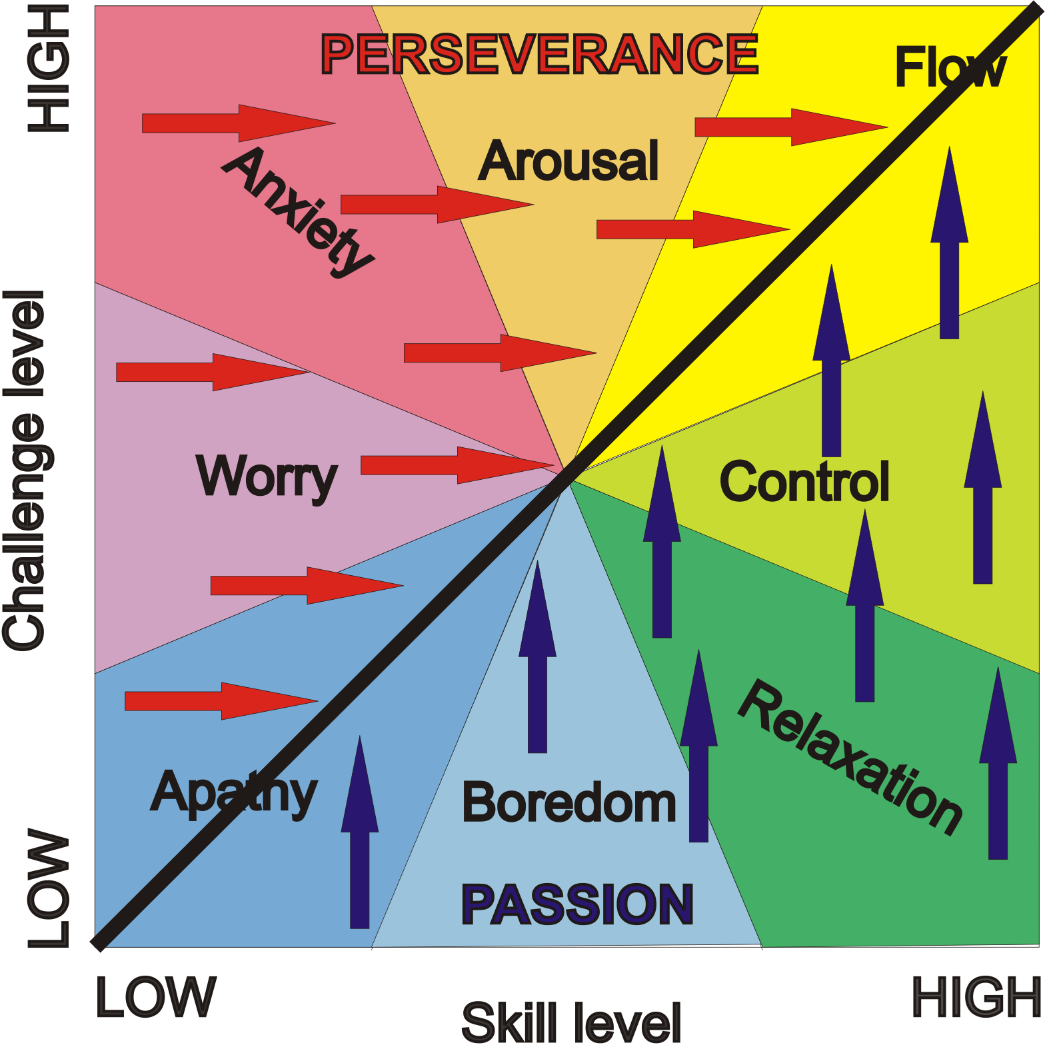 HIGH
PERSEVERANCE
Flow
Arousal
Anxiety
Challenge level
Worry
Control
Relaxation
Apathy
Boredom
PASSION
LOW
LOW
HIGH
Skill level